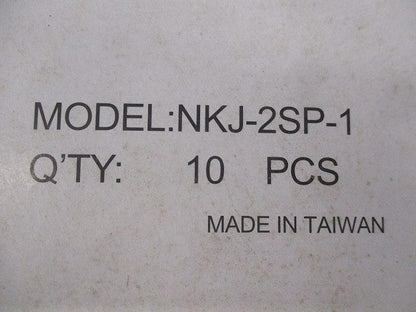 MODEL:NKJ-2SP-1
Q'TY: 10 PCS
MADE IN TAIWAN